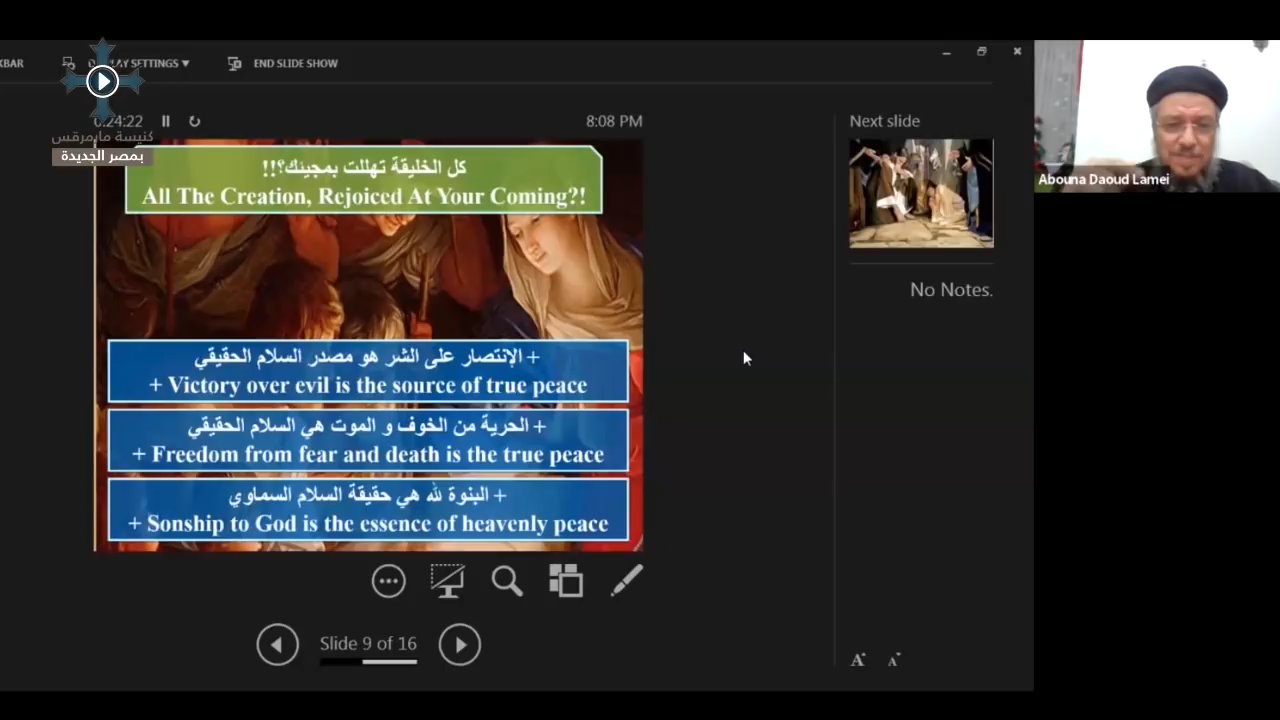 KBAR
SETTINGS ▼
END SLIDE SHOW
0:24:22
8:08 PM
كنيسة مارمرقس
بمصر الجديدة
كل الخليقة تهللت بمجيئك؟!!
All The Creation, Rejoiced At Your Coming?!
+ الإنتصار على الشر هو مصدر السلام الحقيقي
+ Victory over evil is the source of true peace
+ الحرية من الخوف و الموت هي السلام الحقيقي
+ Freedom from fear and death is the true peace
+ البنوة لله هي حقيقة السلام السماوي
+ Sonship to God is the essence of heavenly peace
Slide 9 of 16
Next slide
No Notes.
A A
Abouna Daoud Lamei